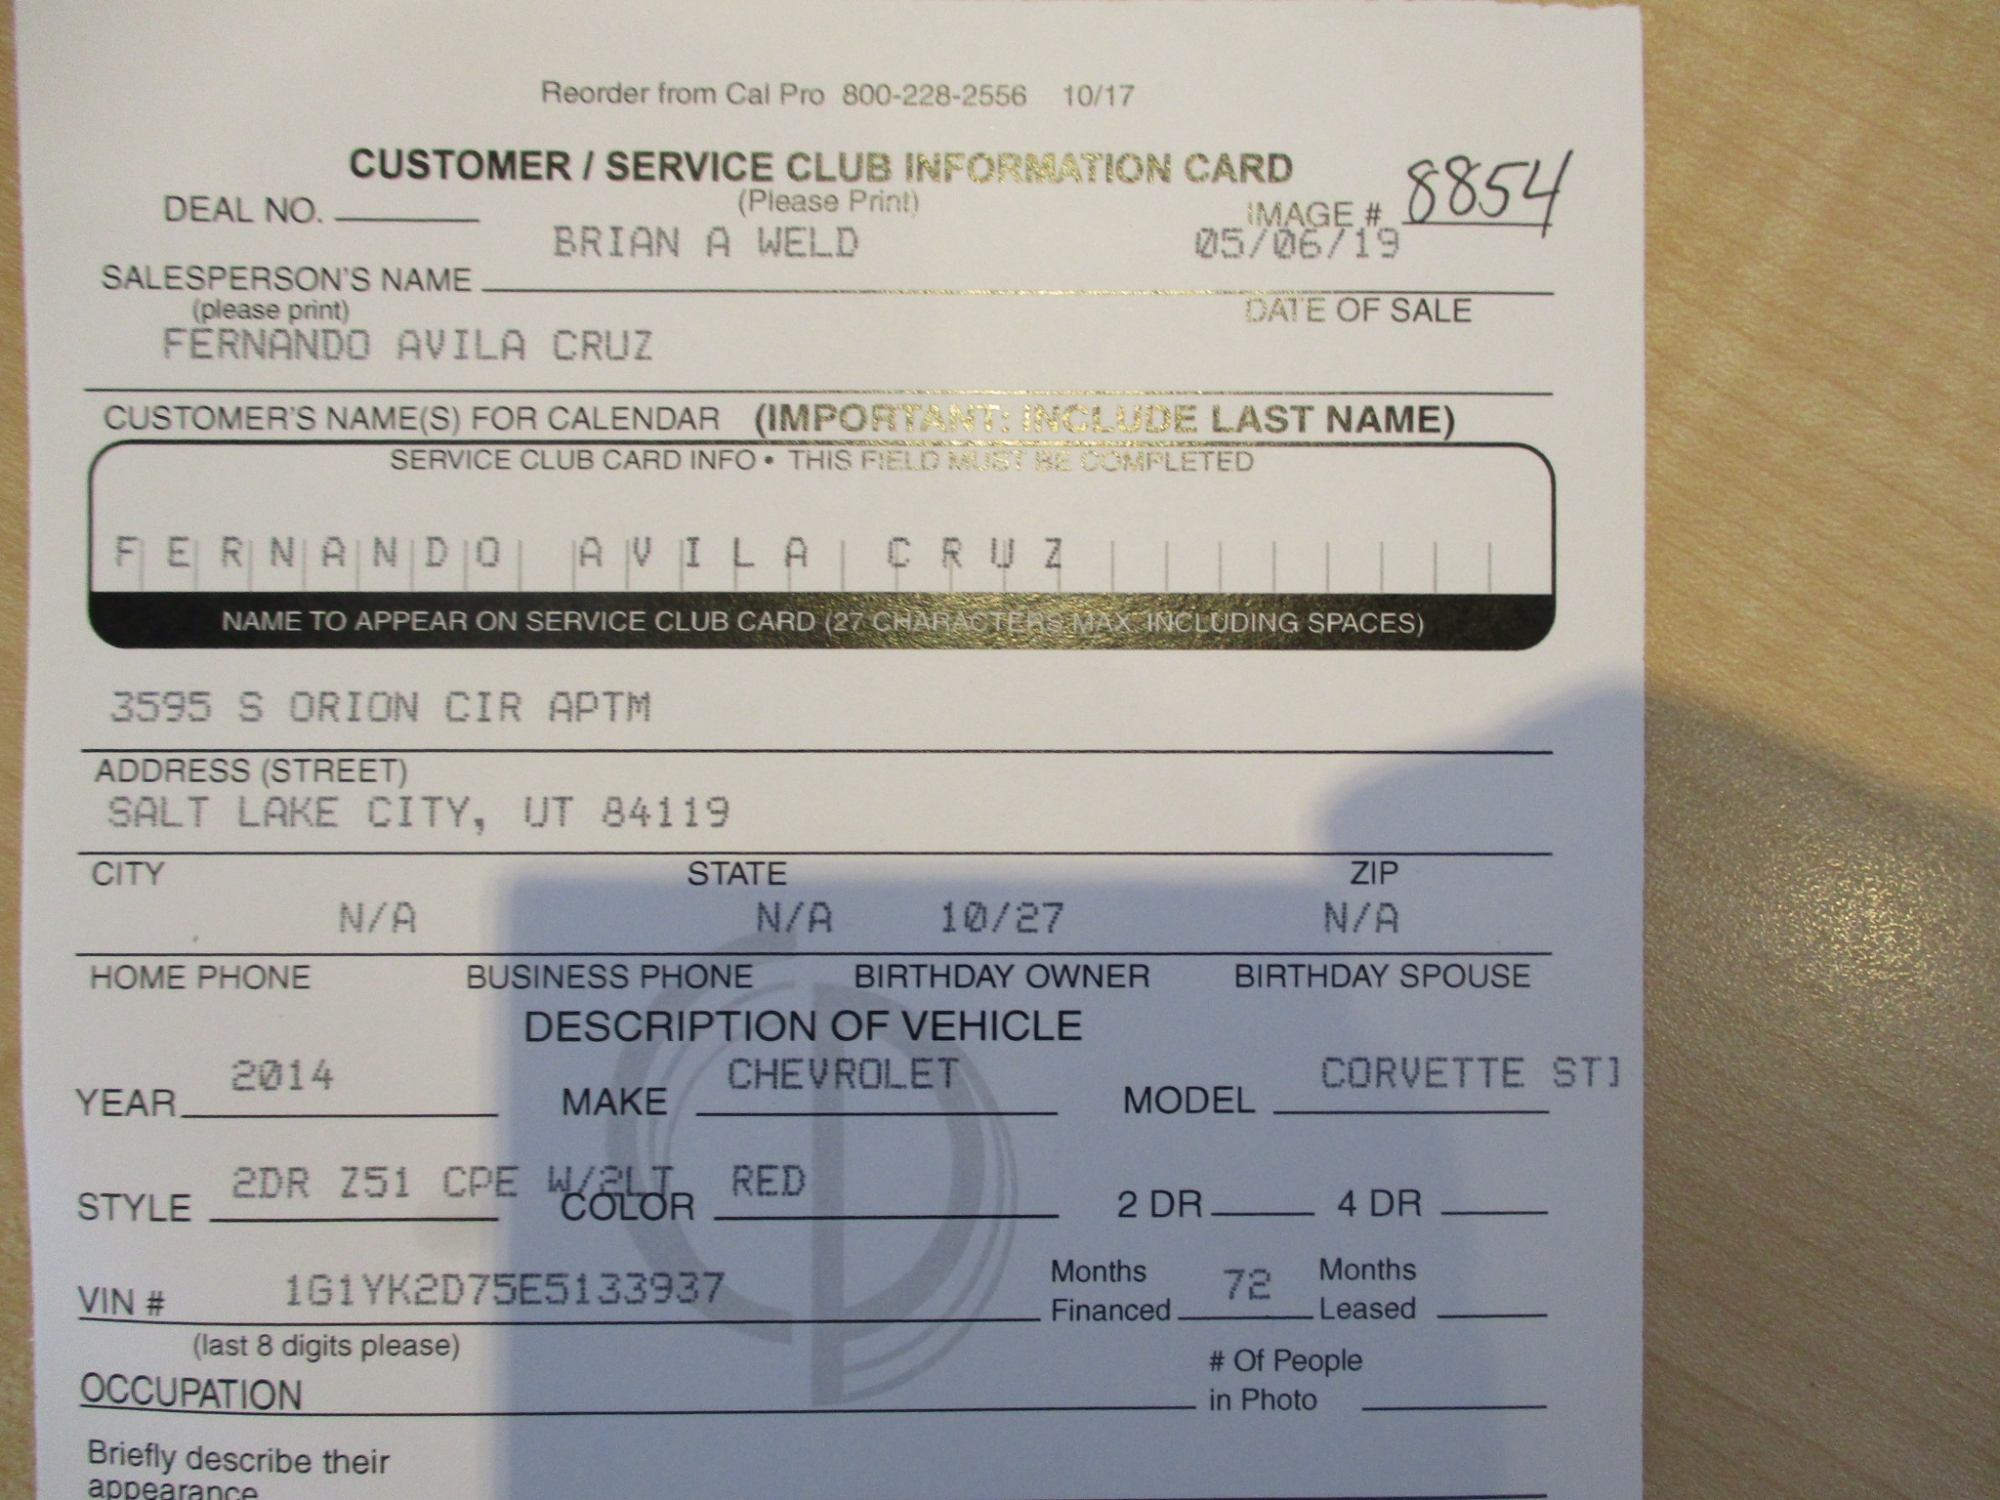 Reorder from Cal Pro 800-228-2556 10/17
CUSTOMER / SERVICE CLUB INFORMATION CARD
(Please Print)
DEAL NO.
IMAGE # 8854
BRIAN A WELD 05/06/19
SALESPERSON'S NAME
(please print) DATE OF SALE
FERNANDO AVILA CRUZ
CUSTOMER'S NAME(S) FOR CALENDAR (IMPORTANT: INCLUDE LAST NAME)
SERVICE CLUB CARD INFO • THIS FIELD MUST BE COMPLETED
FERNANDO AVILA CRUZ
NAME TO APPEAR ON SERVICE CLUB CARD (27 CHARACTERS MAX. INCLUDING SPACES)
3595 S ORION CIR APTM
ADDRESS (STREET)
SALT LAKE CITY, UT 84119
CITY STATE ZIP
N/A N/A 10/27 N/A
HOME PHONE BUSINESS PHONE BIRTHDAY OWNER BIRTHDAY SPOUSE
DESCRIPTION OF VEHICLE
2014 CHEVROLET CORVETTE ST
YEAR MAKE MODEL
2DR Z51 CPE W/2LT RED
STYLE COLOR 2 DR 4 DR
VIN # 1G1YK2D75E5133937
Months Financed 72 Months Leased
(last 8 digits please)
# Of People
OCCUPATION in Photo
Briefly describe their
appearance